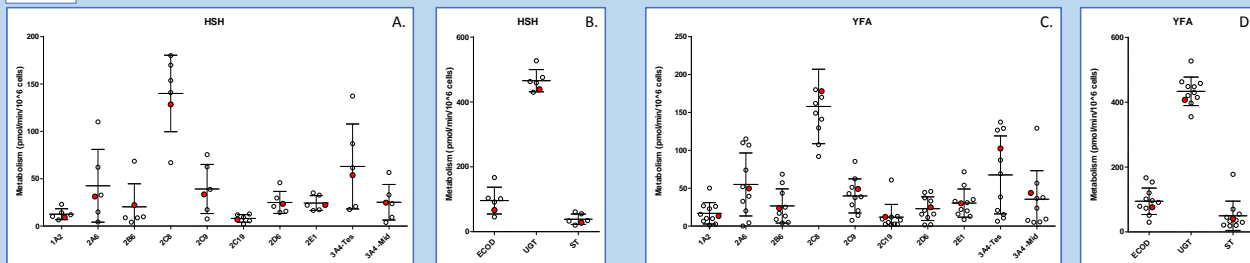 HSH
A.
Metabolism (pmol/min/10^6 cells)
200
150
100
50
0
1A2
2A6
2B6
2C8
2C9
2C19
2D6
2E1
3A4-Tes
3A4-Mid
HSH
B.
Metabolism (pmol/min/10^6 cells)
600
400
200
0
ECOD
UGT
ST
YFA
C.
Metabolism (pmol/min/10^6 cells)
250
200
150
100
50
0
1A2
2A6
2B6
2C8
2C9
2C19
2D6
2E1
3A4-Tes
3A4-Mid
YFA
D
Metabolism (pmol/min/10^6 cells)
600
400
200
0
ECOD
UGT
ST